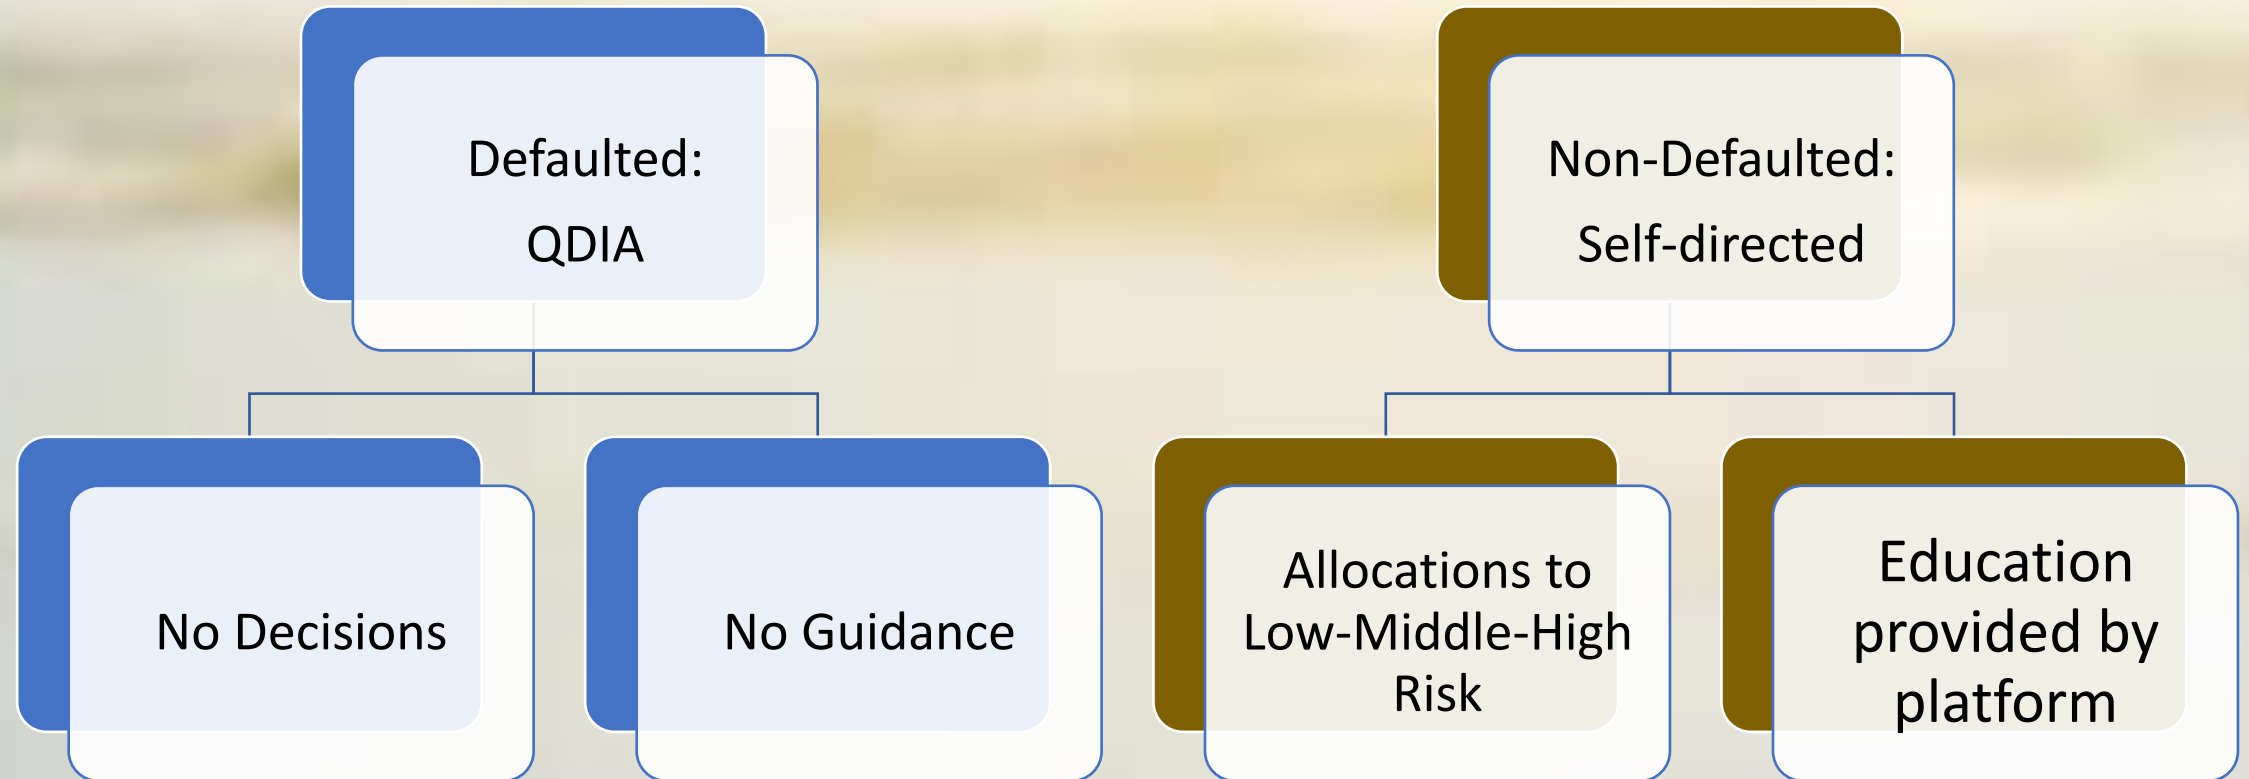 Defaulted:
QDIA
Non-Defaulted:
Self-directed
No Decisions
No Guidance
Allocations to
Low-Middle-High
Risk
Education
provided by
platform